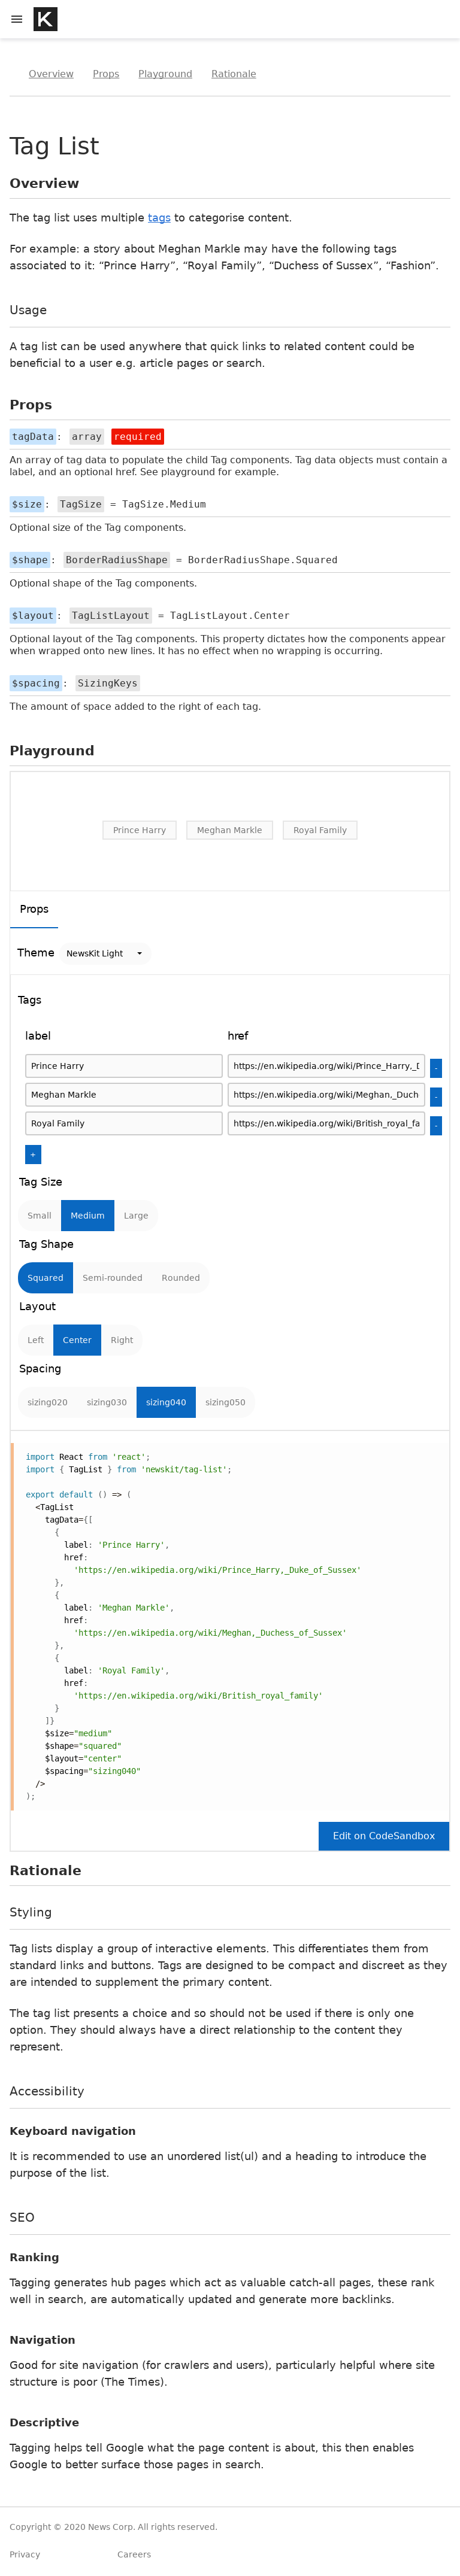 K
Overview Props Playground Rationale
Tag List
Overview
The tag list uses multiple tags to categorise content.
For example: a story about Meghan Markle may have the following tags
associated to it: “Prince Harry”, “Royal Family”, “Duchess of Sussex”, “Fashion”.
Usage
A tag list can be used anywhere that quick links to related content could be
beneficial to a user e.g. article pages or search.
Props
tagData: array required
An array of tag data to populate the child Tag components. Tag data objects must contain a
label, and an optional href. See playground for example.
$size: TagSize = TagSize.Medium
Optional size of the Tag components.
$shape: BorderRadiusShape = BorderRadiusShape.Squared
Optional shape of the Tag components.
$layout: TagListLayout = TagListLayout.Center
Optional layout of the Tag components. This property dictates how the components appear
when wrapped onto new lines. It has no effect when no wrapping is occurring.
$spacing: SizingKeys
The amount of space added to the right of each tag.
Playground
Prince Harry Meghan Markle Royal Family
Props
Theme NewsKit Light
Tags
label href
Prince Harry https://en.wikipedia.org/wiki/Prince_Harry,_D -
Meghan Markle https://en.wikipedia.org/wiki/Meghan,_Duch -
Royal Family https://en.wikipedia.org/wiki/British_royal_fa -
+
Tag Size
Small Medium Large
Tag Shape
Squared Semi-rounded Rounded
Layout
Left Center Right
Spacing
sizing020 sizing030 sizing040 sizing050
import React from 'react';
import { TagList } from 'newskit/tag-list';
export default () => (
<TagList
tagData={[
{
label: 'Prince Harry',
href:
'https://en.wikipedia.org/wiki/Prince_Harry,_Duke_of_Sussex'
},
{
label: 'Meghan Markle',
href:
'https://en.wikipedia.org/wiki/Meghan,_Duchess_of_Sussex'
},
{
label: 'Royal Family',
href:
'https://en.wikipedia.org/wiki/British_royal_family'
}
]}
$size="medium"
$shape="squared"
$layout="center"
$spacing="sizing040"
/>
);
Edit on CodeSandbox
Rationale
Styling
Tag lists display a group of interactive elements. This differentiates them from
standard links and buttons. Tags are designed to be compact and discreet as they
are intended to supplement the primary content.
The tag list presents a choice and so should not be used if there is only one
option. They should always have a direct relationship to the content they
represent.
Accessibility
Keyboard navigation
It is recommended to use an unordered list(ul) and a heading to introduce the
purpose of the list.
SEO
Ranking
Tagging generates hub pages which act as valuable catch-all pages, these rank
well in search, are automatically updated and generate more backlinks.
Navigation
Good for site navigation (for crawlers and users), particularly helpful where site
structure is poor (The Times).
Descriptive
Tagging helps tell Google what the page content is about, this then enables
Google to better surface those pages in search.
Copyright © 2020 News Corp. All rights reserved.
Privacy Careers